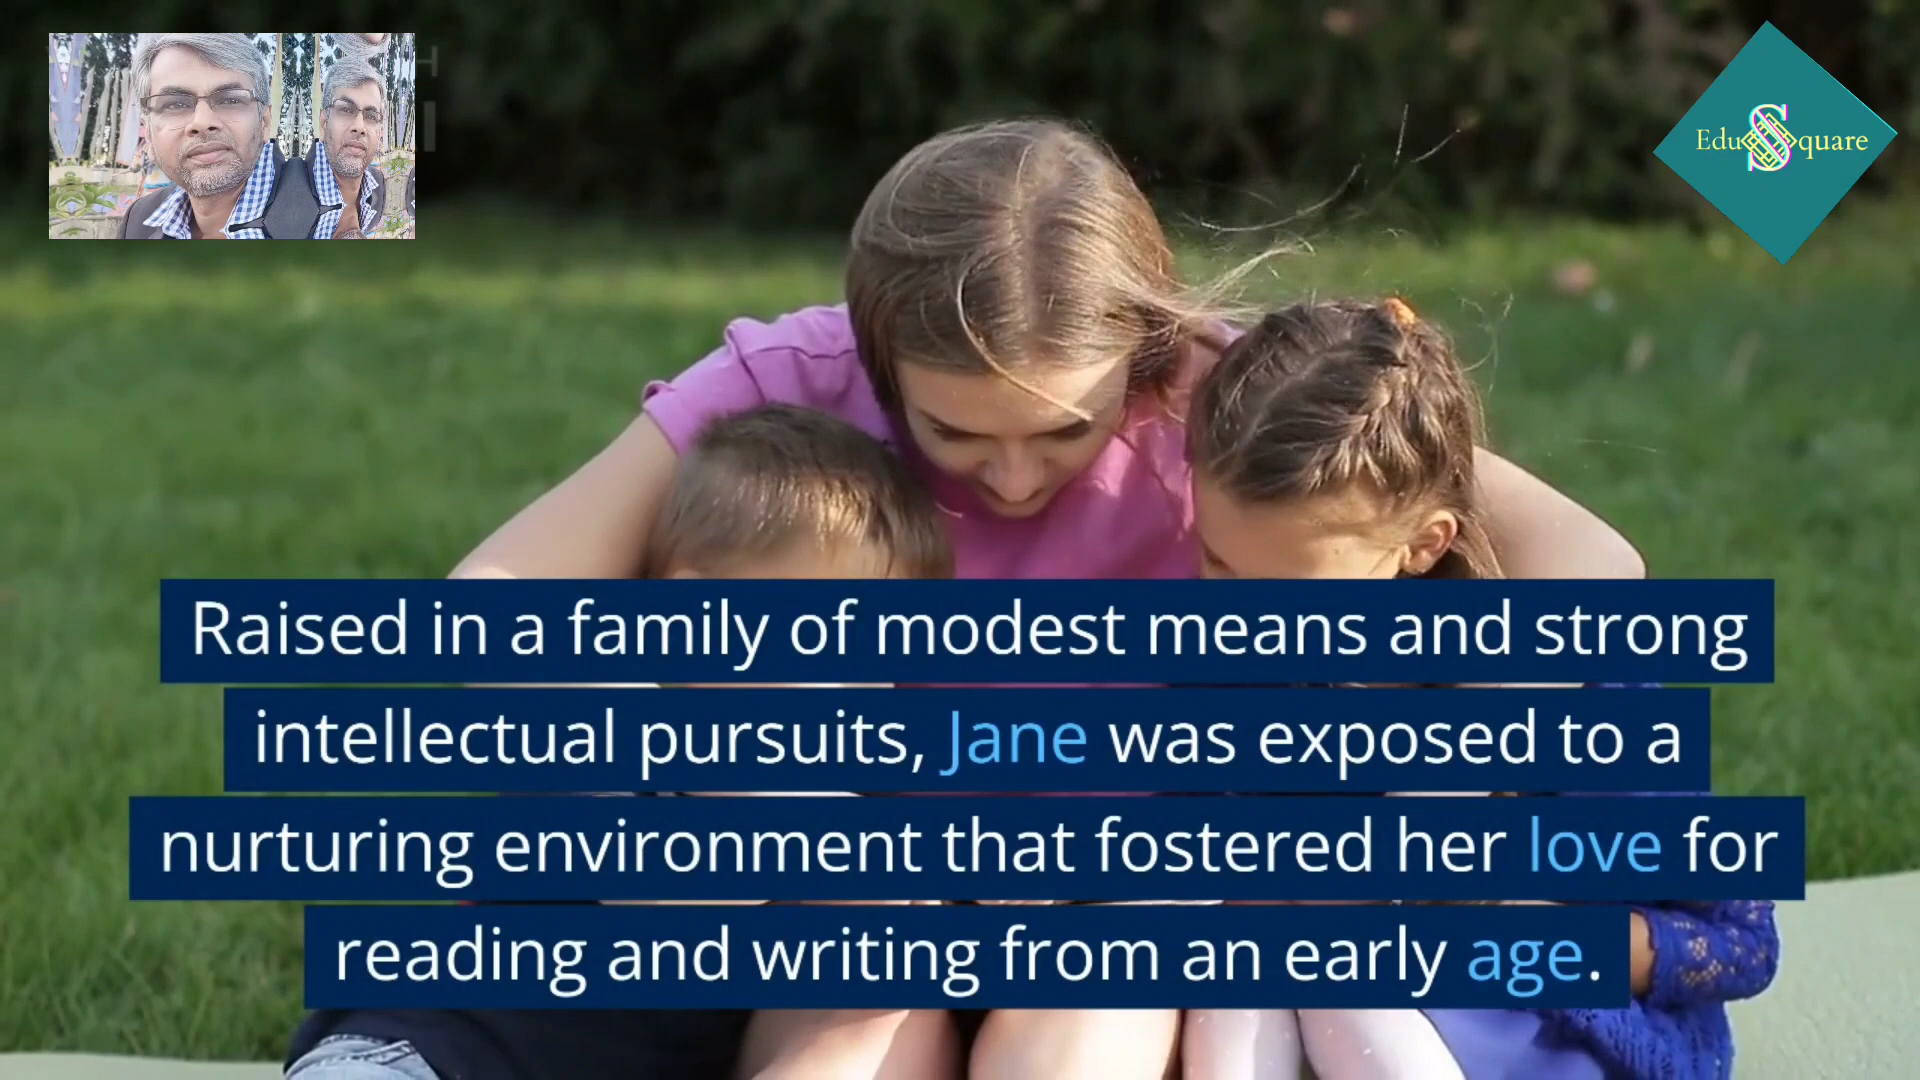 Edu Square
Raised in a family of modest means and strong
intellectual pursuits, Jane was exposed to a
nurturing environment that fostered her love for
reading and writing from an early age.